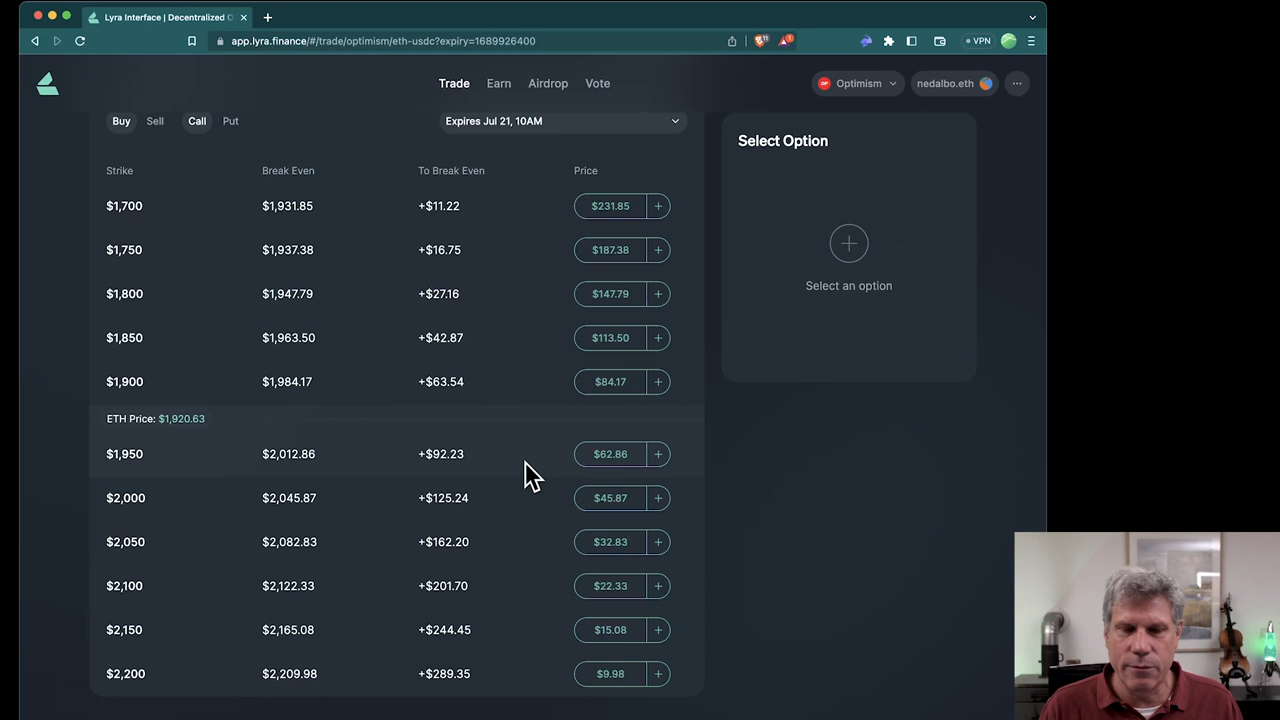 Lyra Interface | Decentralized O
app.lyra.finance/#/trade/optimism/eth-usdc?expiry=1689926400
11
1
VPN
Trade Earn Airdrop Vote
OP Optimism
nedalbo.eth
Buy Sell Call Put
Expires Jul 21, 10AM
Select Option
Strike Break Even To Break Even Price
$1,700 $1,931.85 +$11.22 $231.85 +
$1,750 $1,937.38 +$16.75 $187.38 +
$1,800 $1,947.79 +$27.16 $147.79 +
Select an option
$1,850 $1,963.50 +$42.87 $113.50 +
$1,900 $1,984.17 +$63.54 $84.17 +
ETH Price: $1,920.63
$1,950 $2,012.86 +$92.23 $62.86 +
$2,000 $2,045.87 +$125.24 $45.87 +
$2,050 $2,082.83 +$162.20 $32.83 +
$2,100 $2,122.33 +$201.70 $22.33 +
$2,150 $2,165.08 +$244.45 $15.08 +
$2,200 $2,209.98 +$289.35 $9.98 +